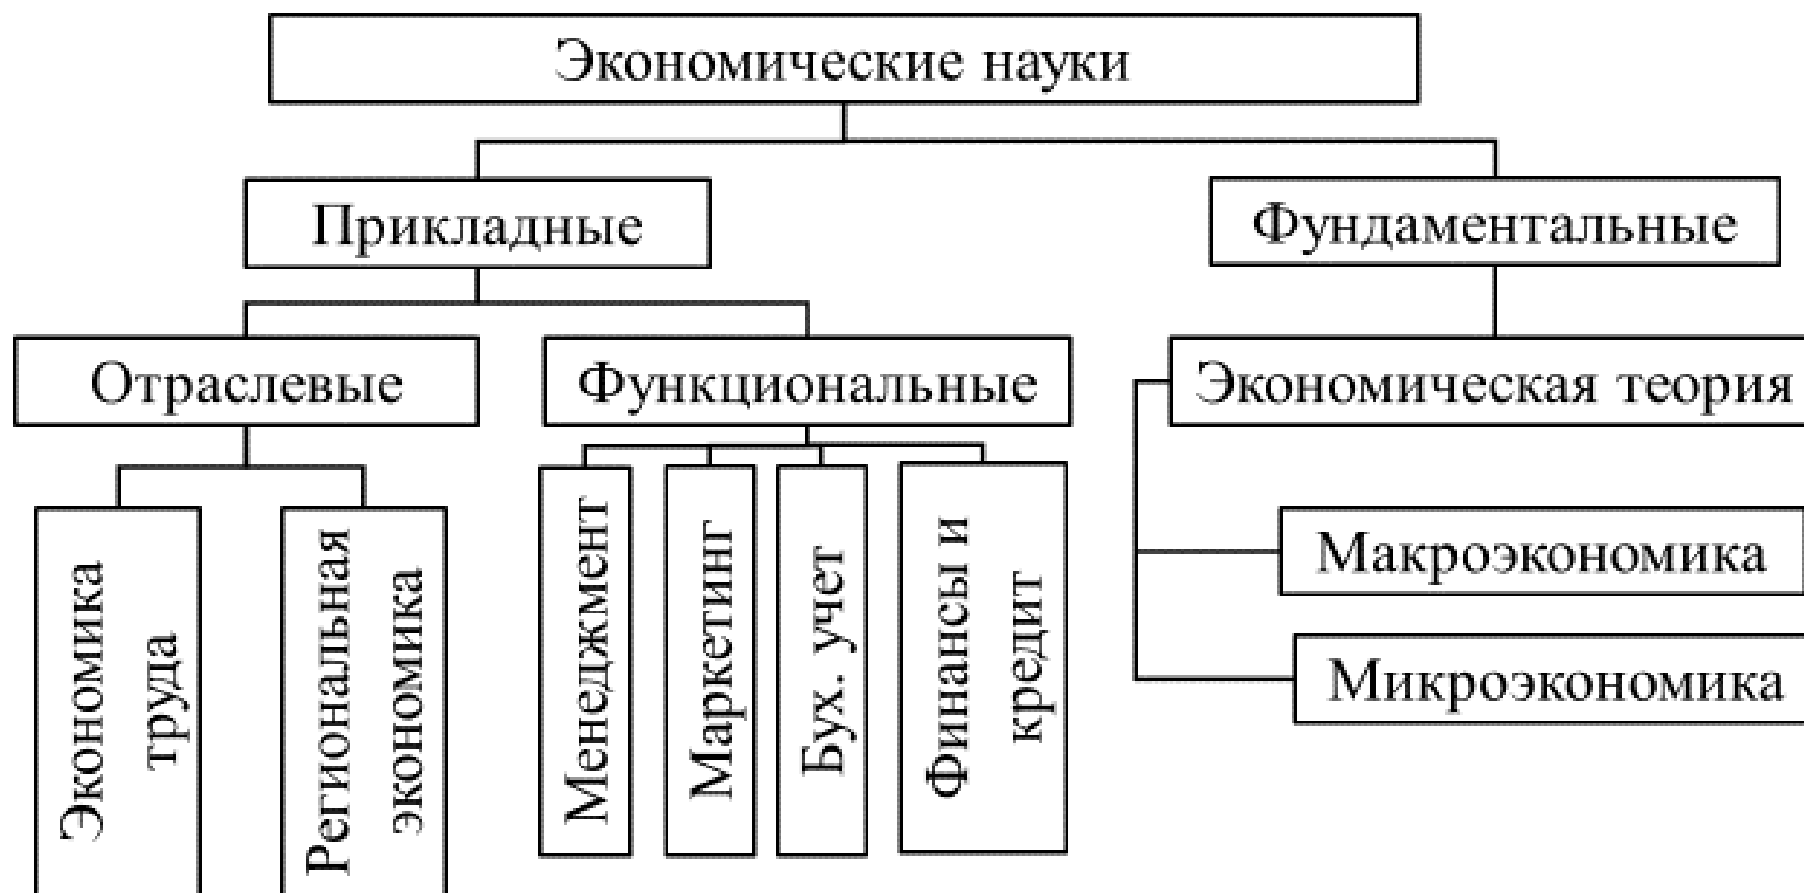 Экономические науки
Прикладные
Фундаментальные
Отраслевые
Функциональные
Экономическая теория
Экономика
труда
Региональная
экономика
Менеджмент
Маркетинг
Бух. учет
Финансы и
кредит
Макроэкономика
Микроэкономика